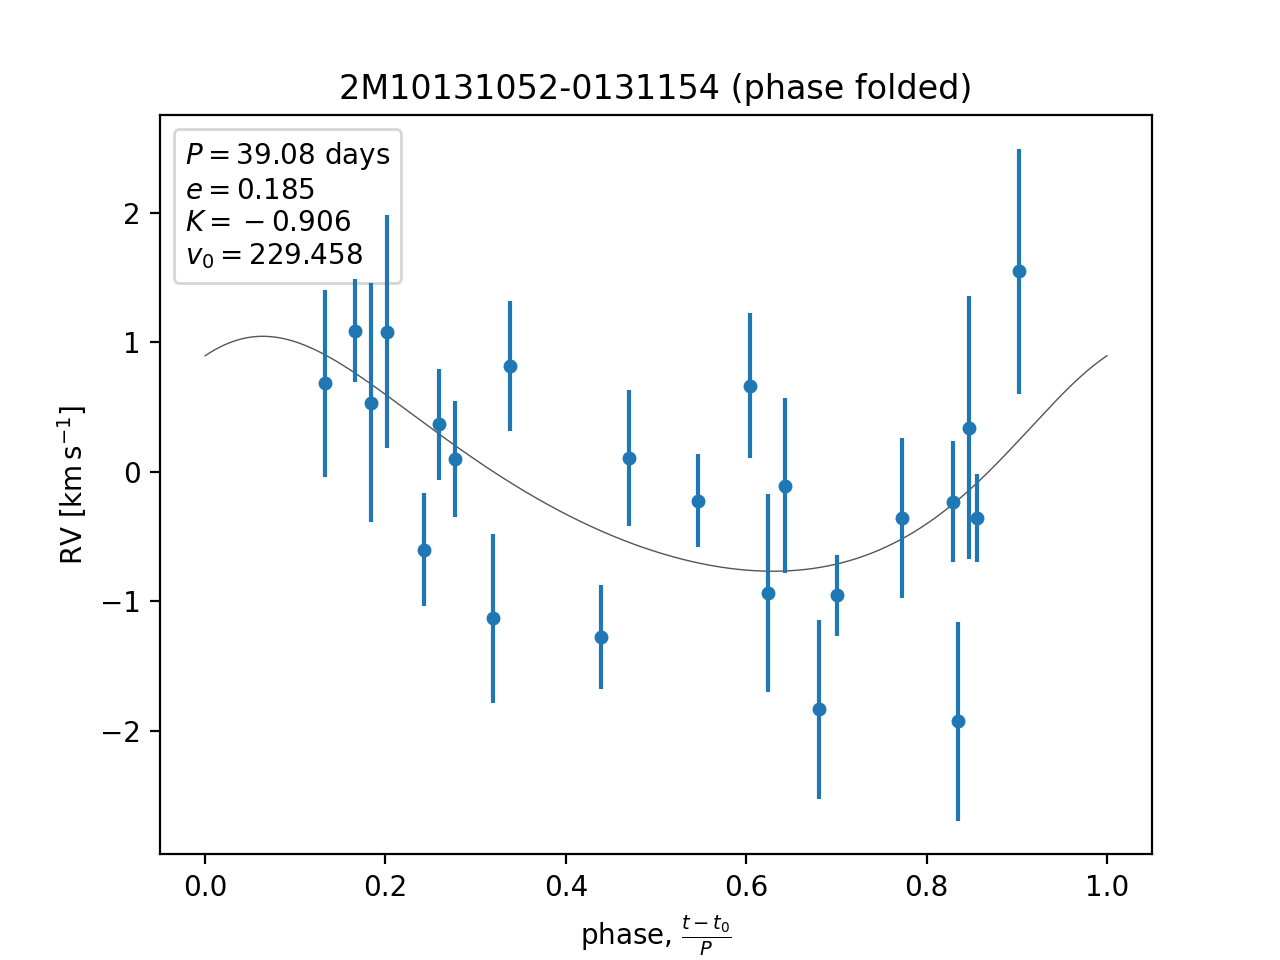 2M10131052-0131154 (phase folded)
P = 39.08 days
e = 0.185
K = −0.906
v₀ = 229.458
RV [km s⁻¹]
2
1
0
−1
−2
0.0 0.2 0.4 0.6 0.8 1.0
phase, (t − t₀)/P